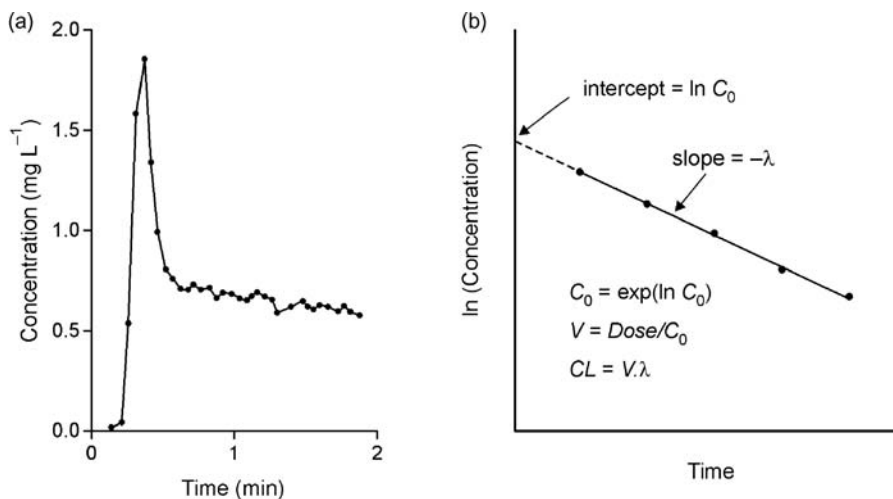 (a)
2.0
1.5
1.0
0.5
0.0
Concentration (mg L⁻¹)
0
1
2
Time (min)
(b)
intercept = ln C₀
slope = –λ
ln (Concentration)
C₀ = exp(ln C₀)
V = Dose/C₀
CL = V.λ
Time